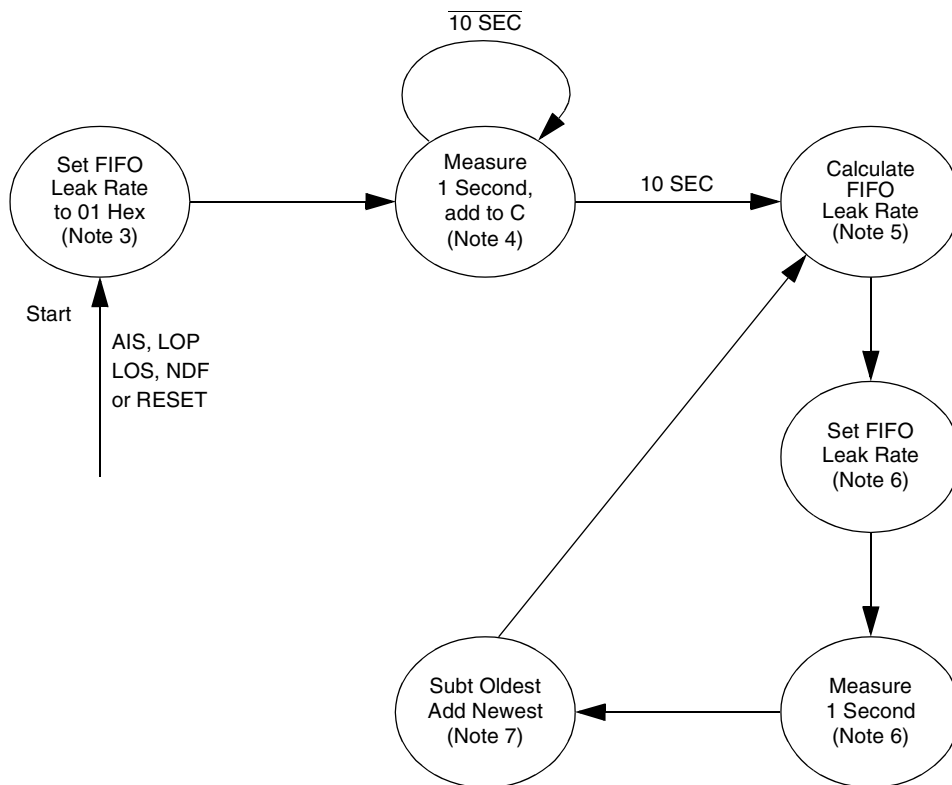 10 SEC
Set FIFO
Leak Rate
to 01 Hex
(Note 3)
Measure
1 Second,
add to C
(Note 4)
10 SEC
Calculate
FIFO
Leak Rate
(Note 5)
Start
AIS, LOP
LOS, NDF
or RESET
Set FIFO
Leak Rate
(Note 6)
Subt Oldest
Add Newest
(Note 7)
Measure
1 Second
(Note 6)